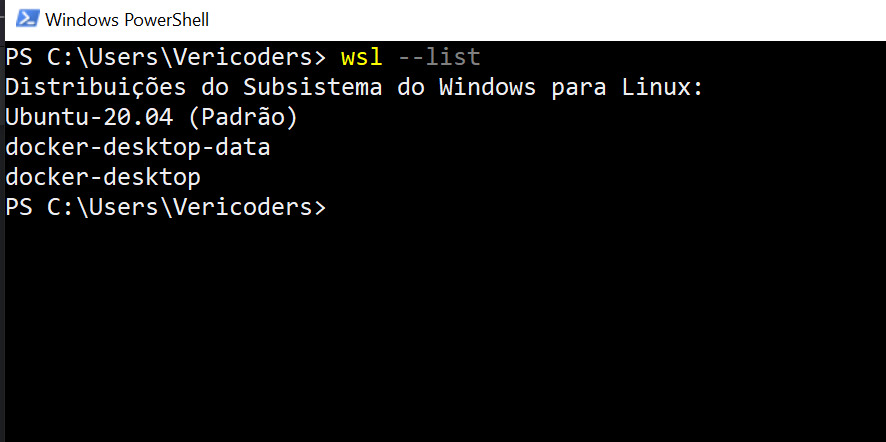 Windows PowerShell
PS C:\Users\Vericoders> wsl --list
Distribuições do Subsistema do Windows para Linux:
Ubuntu-20.04 (Padrão)
docker-desktop-data
docker-desktop
PS C:\Users\Vericoders>